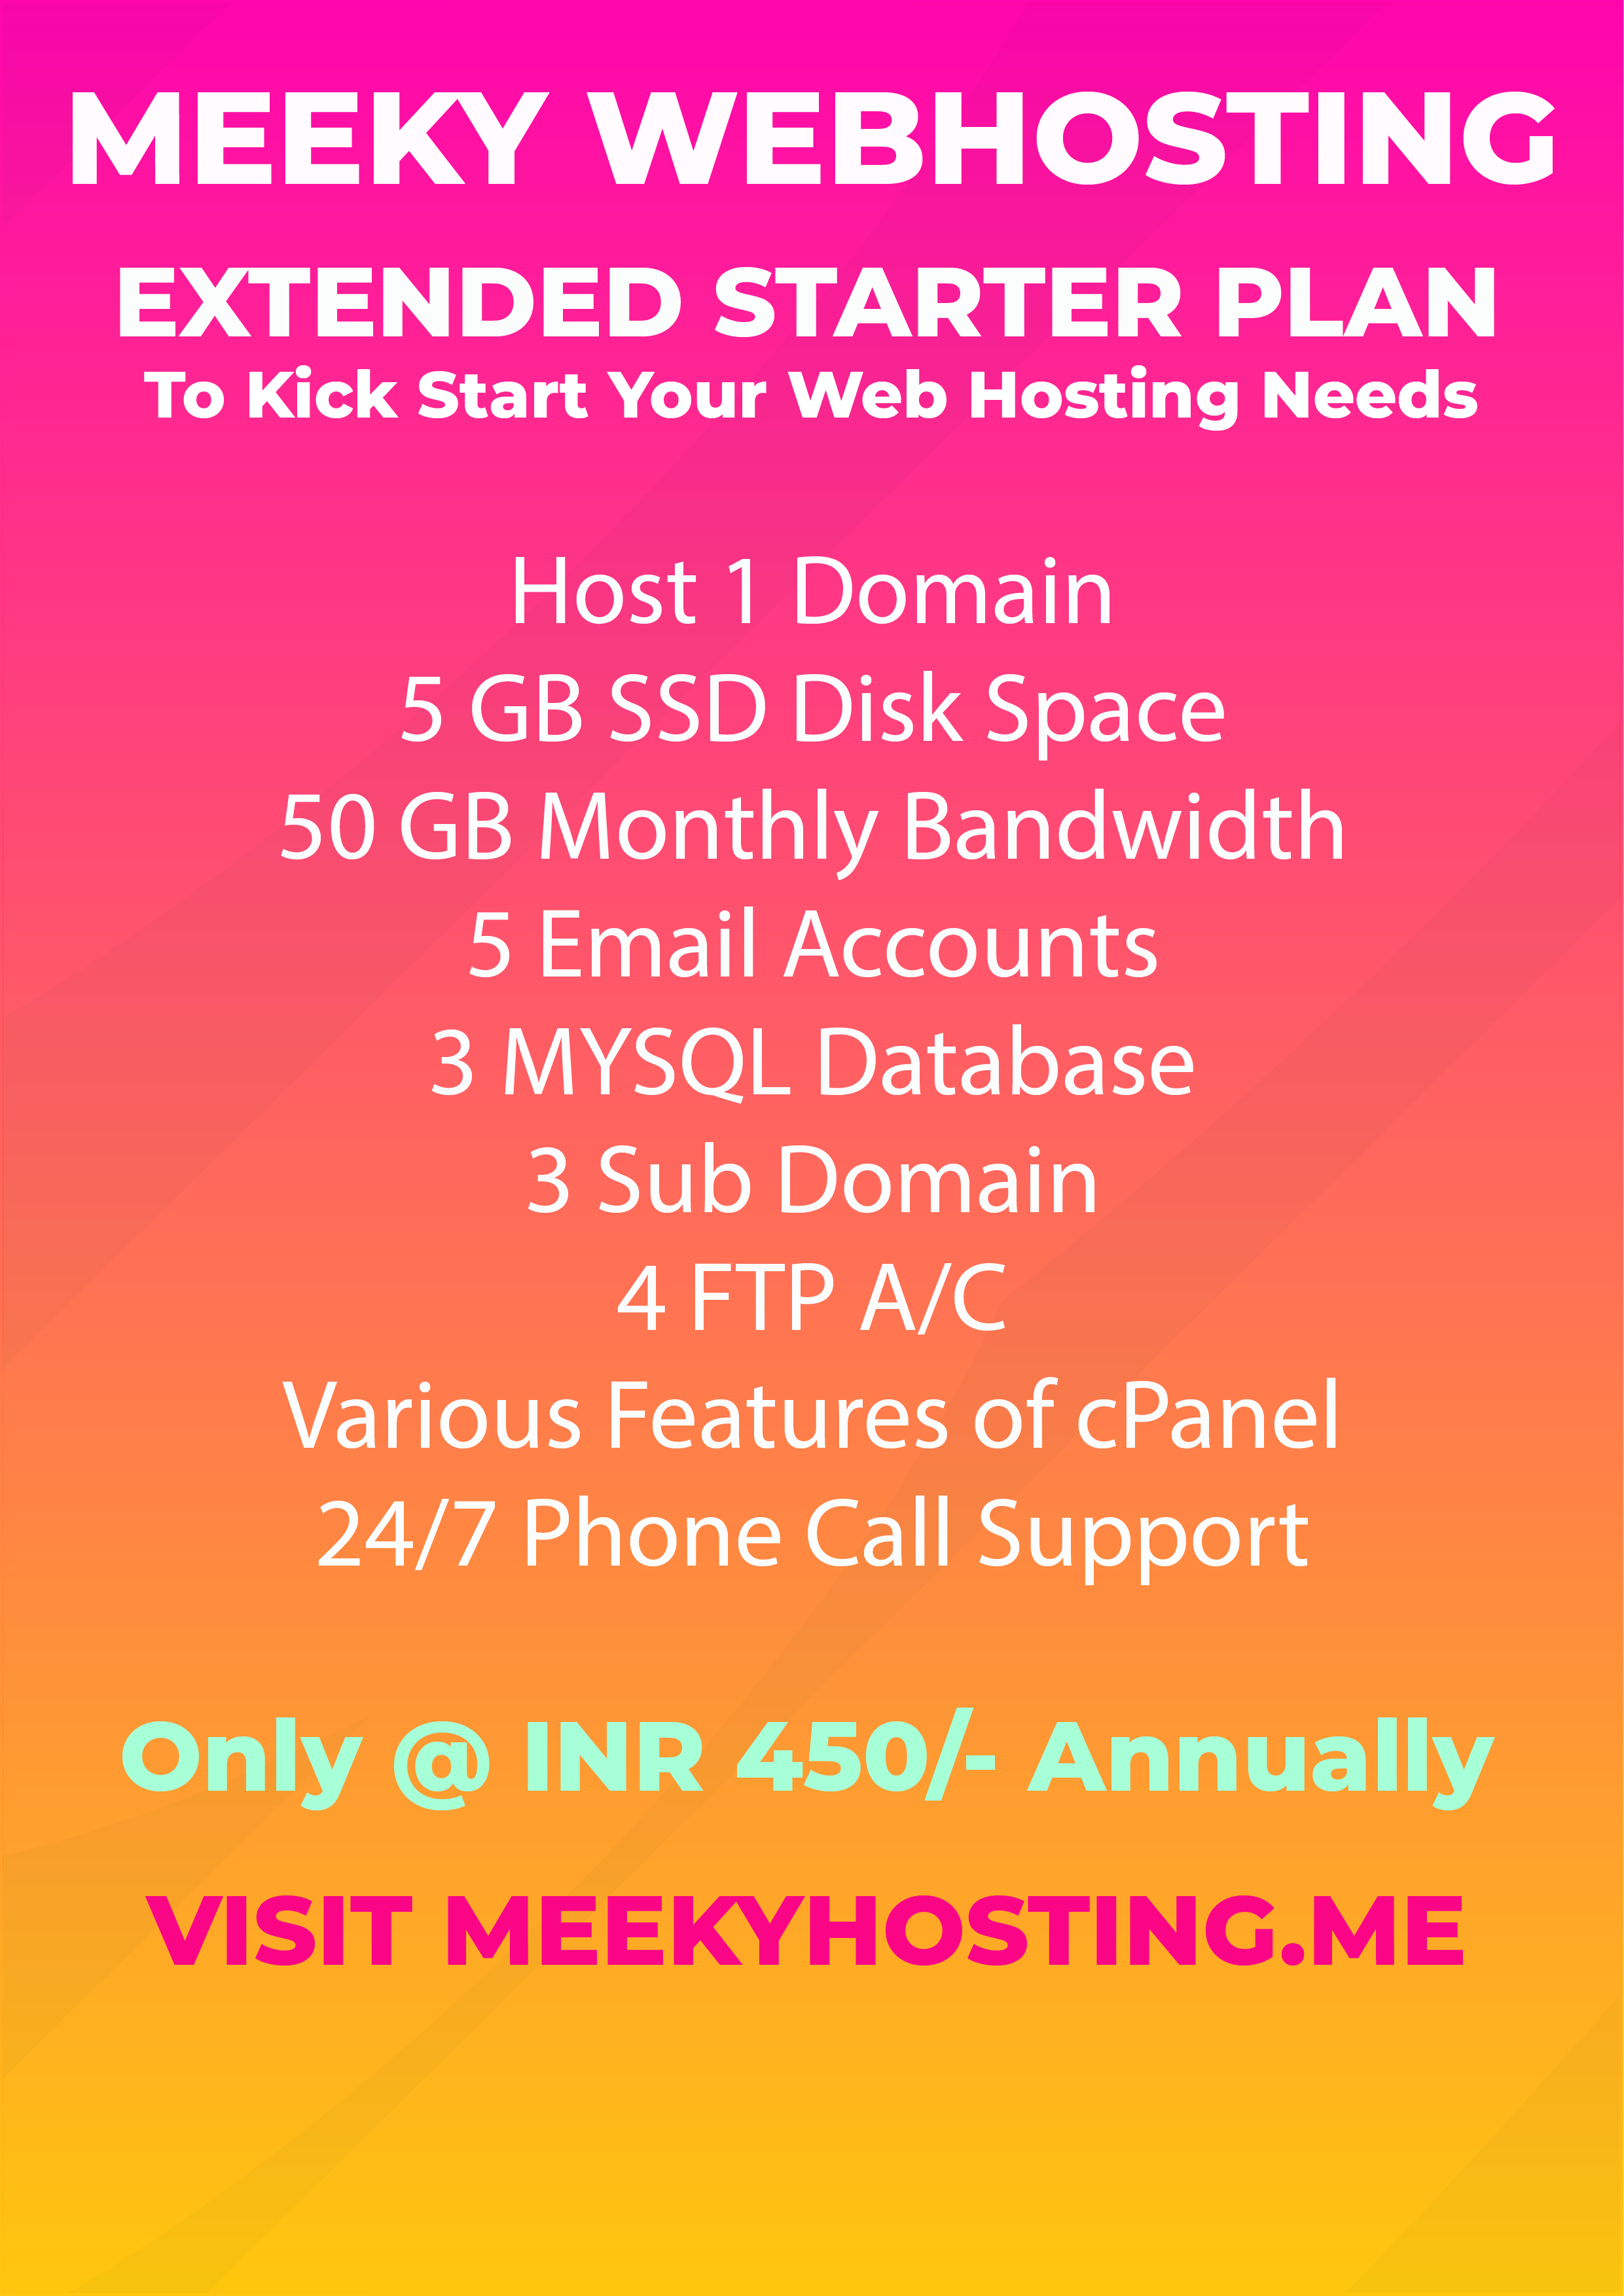 MEEKY WEBHOSTING
EXTENDED STARTER PLAN
To Kick Start Your Web Hosting Needs
Host 1 Domain
5 GB SSD Disk Space
50 GB Monthly Bandwidth
5 Email Accounts
3 MYSQL Database
3 Sub Domain
4 FTP A/C
Various Features of cPanel
24/7 Phone Call Support
Only @ INR 450/- Annually
VISIT MEEKYHOSTING.ME